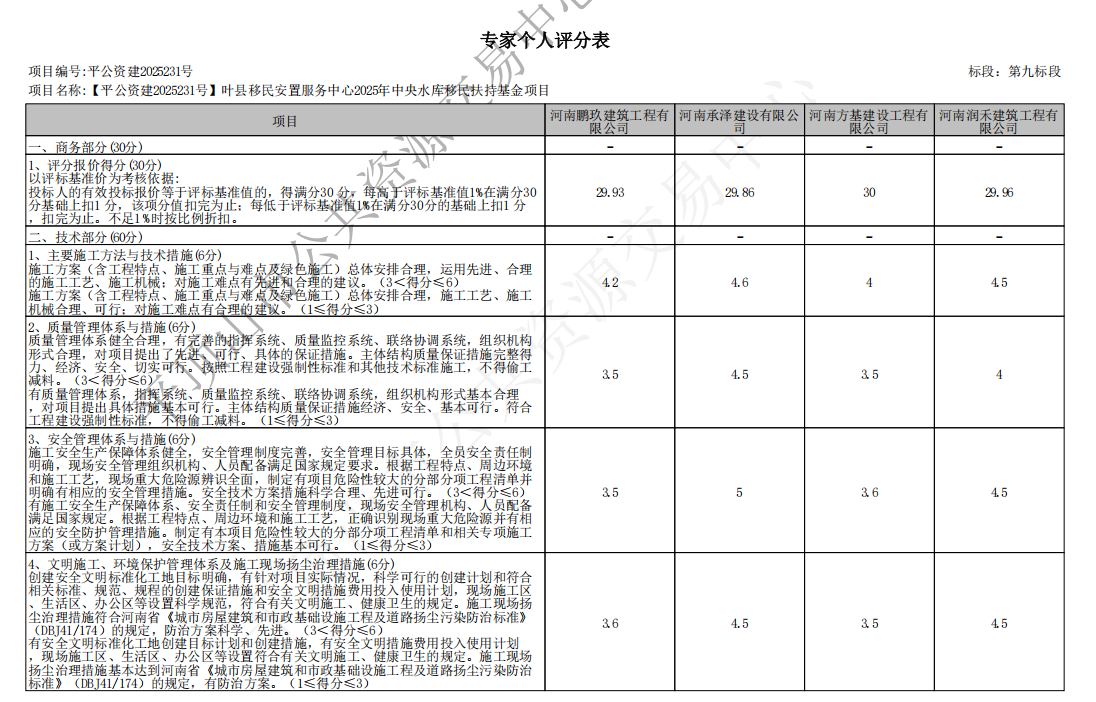 专家个人评分表
项目编号:平公资建2025231号
标段：第九标段
项目名称:【平公资建2025231号】叶县移民安置服务中心2025年中央水库移民扶持基金项目
项目
河南鹏玖建筑工程有
限公司
河南承泽建设有限公
司
河南方基建设工程有
限公司
河南润禾建筑工程有
限公司
一、商务部分(30分)
-
-
-
-
1、评分报价得分(30分)
以评标基准价为考核依据:
投标人的有效投标报价等于评标基准值的，得满分30 分，每高于评标基准值1%在满分30
分基础上扣1 分，该项分值扣完为止；每低于评标基准值1%在满分30分的基础上扣1 分
，扣完为止。不足1%时按比例折扣。
29.93
29.86
30
29.96
二、技术部分(60分)
-
-
-
-
1、主要施工方法与技术措施(6分)
施工方案（含工程特点、施工重点与难点及绿色施工）总体安排合理，运用先进、合理
的施工工艺、施工机械；对施工难点有先进和合理的建议。（3＜得分≤6）
施工方案（含工程特点、施工重点与难点及绿色施工）总体安排合理，施工工艺、施工
机械合理、可行；对施工难点有合理的建议。（1≤得分≤3）
4.2
4.6
4
4.5
2、质量管理体系与措施(6分)
质量管理体系健全合理，有完善的指挥系统、质量监控系统、联络协调系统，组织机构
形式合理，对项目提出了先进、可行、具体的保证措施。主体结构质量保证措施完整得
力、经济、安全、切实可行。按照工程建设强制性标准和其他技术标准施工，不得偷工
减料。（3＜得分≤6）
有质量管理体系，指挥系统、质量监控系统、联络协调系统，组织机构形式基本合理
，对项目提出具体措施基本可行。主体结构质量保证措施经济、安全、基本可行。符合
工程建设强制性标准，不得偷工减料。（1≤得分≤3）
3.5
4.5
3.5
4
3、安全管理体系与措施(6分)
施工安全生产保障体系健全，安全管理制度完善，安全管理目标具体，全员安全责任制
明确，现场安全管理组织机构、人员配备满足国家规定要求。根据工程特点、周边环境
和施工工艺，现场重大危险源辨识全面，制定有项目危险性较大的分部分项工程清单并
明确有相应的安全管理措施。安全技术方案措施科学合理、先进可行。（3＜得分≤6）
有施工安全生产保障体系、安全责任制和安全管理制度，现场安全管理机构、人员配备
满足国家规定。根据工程特点、周边环境和施工工艺，正确识别现场重大危险源并有相
应的安全防护管理措施。制定有本项目危险性较大的分部分项工程清单和相关专项施工
方案（或方案计划），安全技术方案、措施基本可行。（1≤得分≤3）
3.5
5
3.6
4.5
4、文明施工、环境保护管理体系及施工现场扬尘治理措施(6分)
创建安全文明标准化工地目标明确，有针对项目实际情况，科学可行的创建计划和符合
相关标准、规范、规程的创建保证措施和安全文明措施费用投入使用计划，现场施工区
、生活区、办公区等设置科学规范，符合有关文明施工、健康卫生的规定。施工现场扬
尘治理措施符合河南省《城市房屋建筑和市政基础设施工程及道路扬尘污染防治标准》
（DBJ41/174）的规定，防治方案科学、先进。（3＜得分≤6）
有安全文明标准化工地创建目标计划和创建措施，有安全文明措施费用投入使用计划
，现场施工区、生活区、办公区等设置符合有关文明施工、健康卫生的规定。施工现场
扬尘治理措施基本达到河南省《城市房屋建筑和市政基础设施工程及道路扬尘污染防治
标准》（DBJ41/174）的规定，有防治方案。（1≤得分≤3）
3.6
4.5
3.5
4.5
平顶山市公共资源交易中心
公共资源交易中心